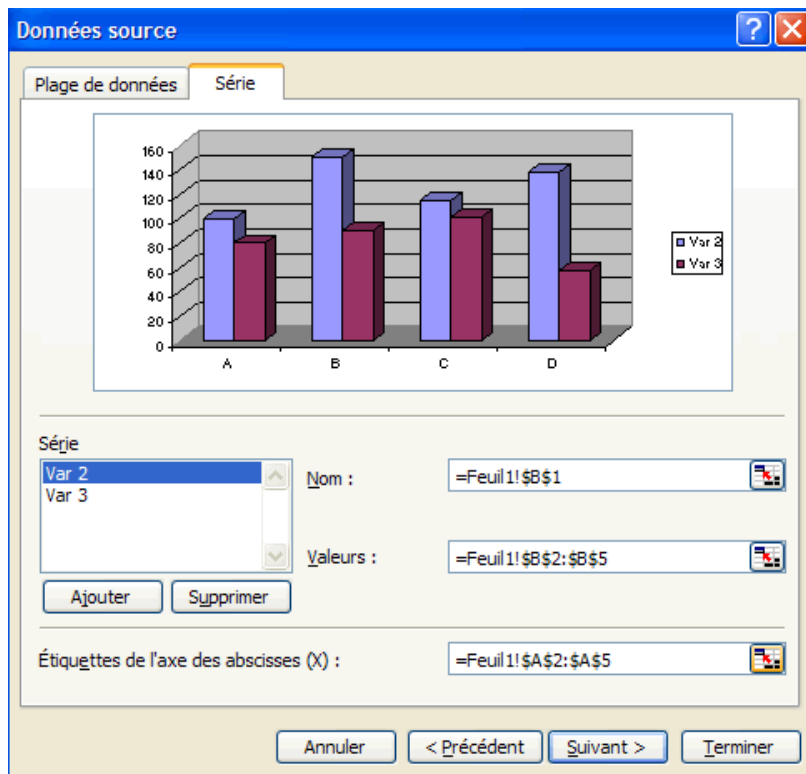 Données source
Plage de données Série
160
140
120
100
80
60
40
20
0
A B C D
Var 2
Var 3
Série
Var 2
Var 3
Nom : =Feuil1!$B$1
Valeurs : =Feuil1!$B$2:$B$5
Ajouter Supprimer
Étiquettes de l'axe des abscisses (X) : =Feuil1!$A$2:$A$5
Annuler < Précédent Suivant > Terminer